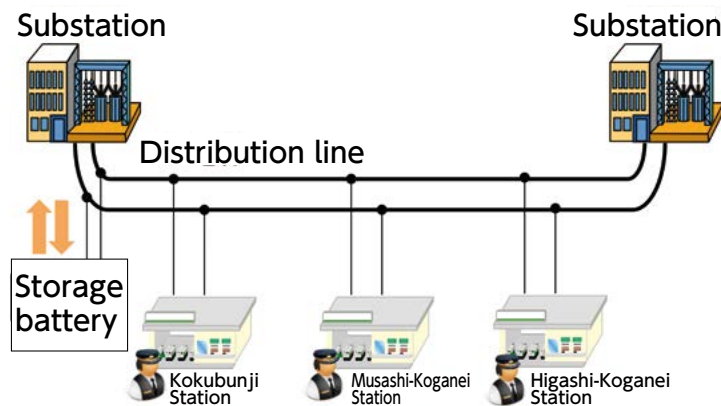 Substation
Substation
Distribution line
Storage
battery
Kokubunji
Station
Musashi-Koganei
Station
Higashi-Koganei
Station